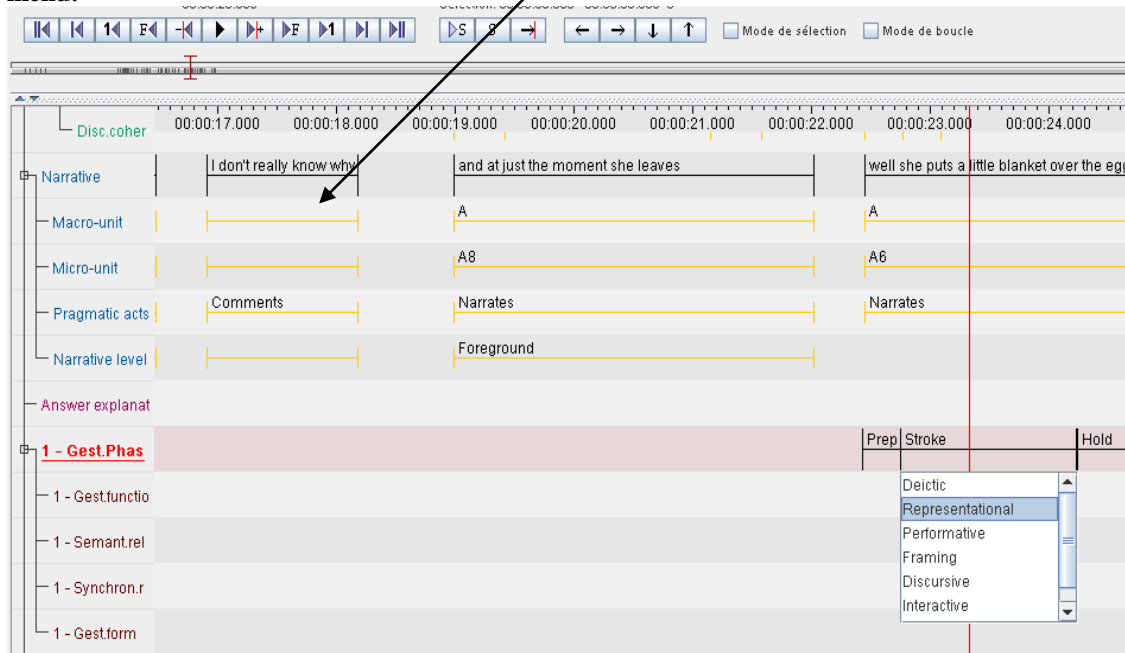 menu.
1 F - + F 1 S S → ← → ↓ ↑ Mode de sélection Mode de boucle
Disc.coher 00:00:17.000 00:00:18.000 00:00:19.000 00:00:20.000 00:00:21.000 00:00:22.000 00:00:23.000 00:00:24.000
Narrative I don't really know why and at just the moment she leaves well she puts a little blanket over the eg
Macro-unit A A
Micro-unit A8 A6
Pragmatic acts Comments Narrates Narrates
Narrative level Foreground
Answer explanat
1 - Gest.Phas Prep Stroke Hold
Deictic
1 - Gest.functio
Representational
Performative
1 - Semant.rel
Framing
Discursive
1 - Synchron.r
Interactive
1 - Gest.form